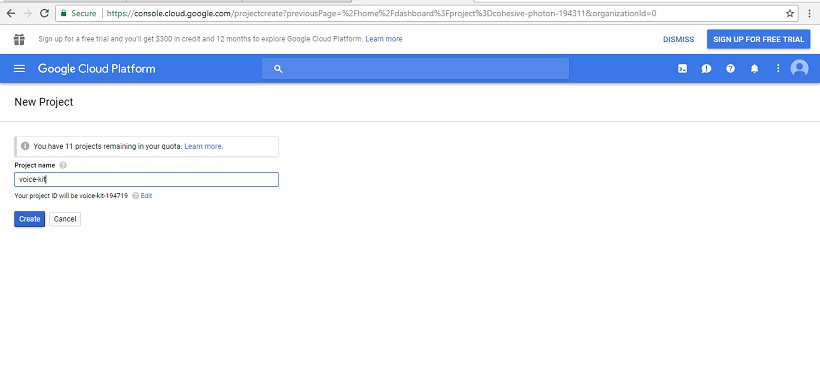 Secure https://console.cloud.google.com/projectcreate?previousPage=%2Fhome%2Fdashboard%3Fproject%3Dcohesive-photon-194311&organizationId=0
Sign up for a free trial and you'll get $300 in credit and 12 months to explore Google Cloud Platform. Learn more DISMISS SIGN UP FOR FREE TRIAL
Google Cloud Platform
New Project
You have 11 projects remaining in your quota. Learn more.
Project name
voice-kit
Your project ID will be voice-kit-194719 Edit
Create Cancel